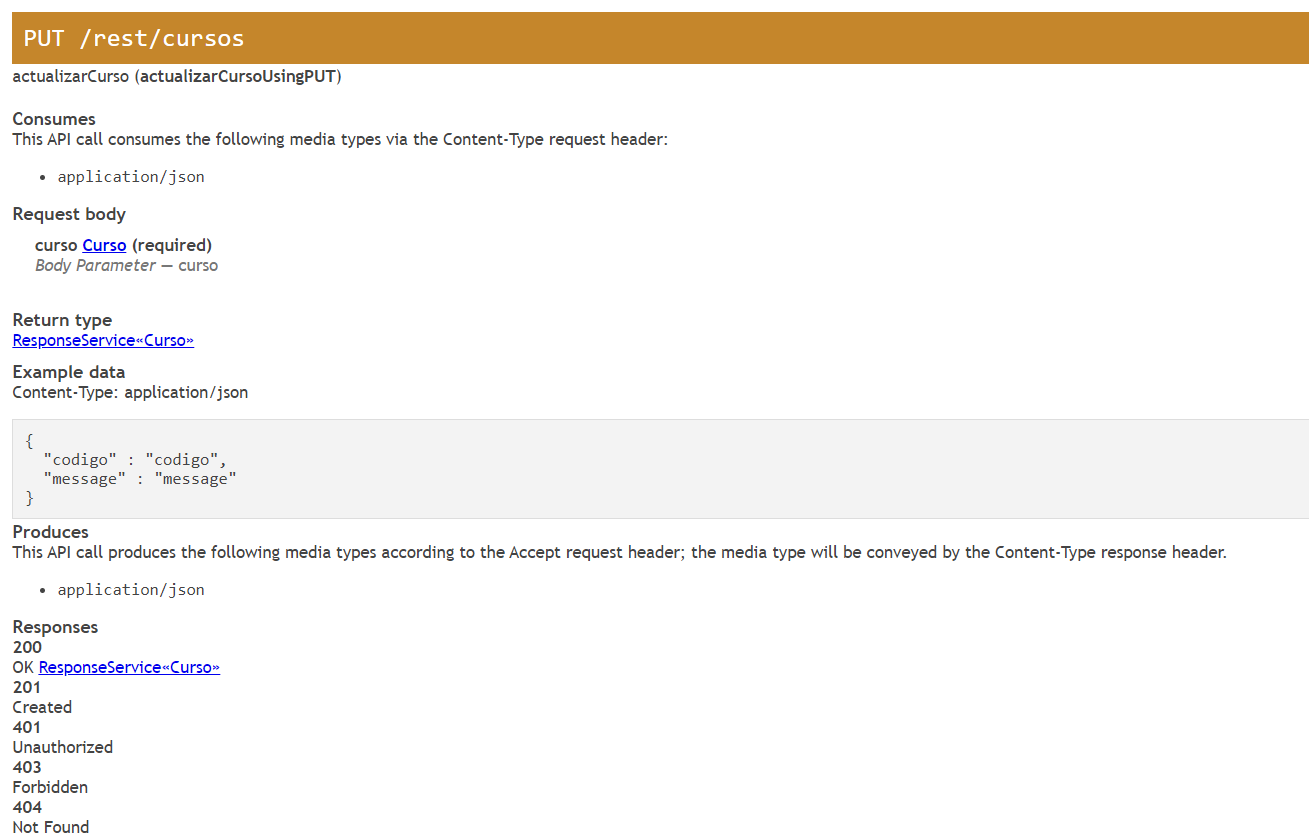 PUT /rest/cursos
actualizarCurso (actualizarCursoUsingPUT)
Consumes
This API call consumes the following media types via the Content-Type request header:
• application/json
Request body
curso Curso (required)
Body Parameter — curso
Return type
ResponseService«Curso»
Example data
Content-Type: application/json
{
  "codigo" : "codigo",
  "message" : "message"
}
Produces
This API call produces the following media types according to the Accept request header; the media type will be conveyed by the Content-Type response header.
• application/json
Responses
200
OK ResponseService«Curso»
201
Created
401
Unauthorized
403
Forbidden
404
Not Found